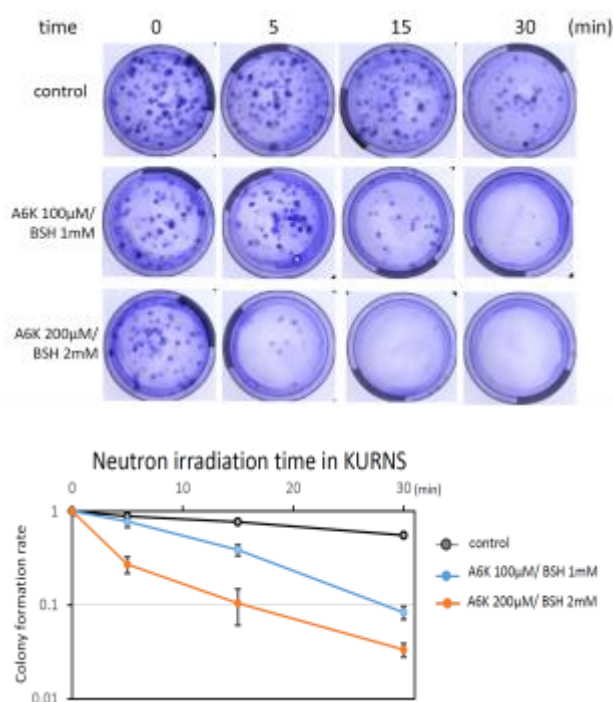 time 0 5 15 30 (min)
control
A6K 100μM/
BSH 1mM
A6K 200μM/
BSH 2mM
Neutron irradiation time in KURNS
0 10 20 30 (min)
1
0.1
0.01
Colony formation rate
control
A6K 100μM/ BSH 1mM
A6K 200μM/ BSH 2mM